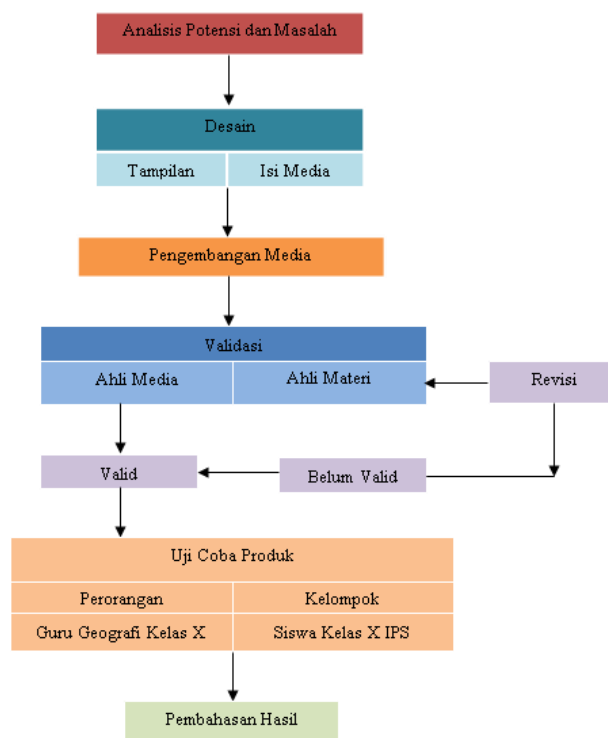 Analisis Potensi dan Masalah
Desain
Tampilan
Isi Media
Pengembangan Media
Validasi
Ahli Media
Ahli Materi
Revisi
Valid
Belum Valid
Uji Coba Produk
Perorangan
Kelompok
Guru Geografi Kelas X
Siswa Kelas X IPS
Pembahasan Hasil